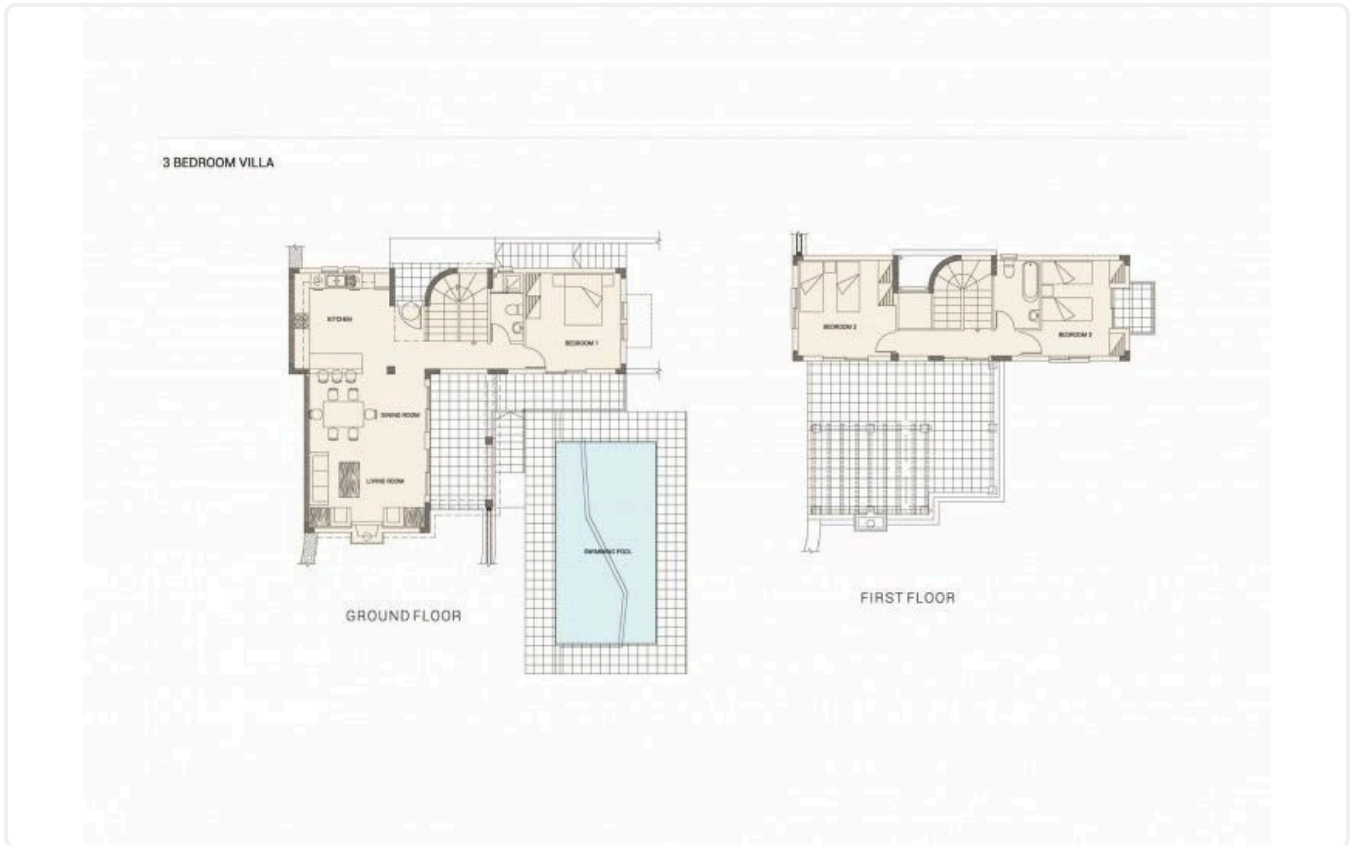 3 BEDROOM VILLA
KITCHEN
BEDROOM 1
DINING ROOM
LIVING ROOM
SWIMMING POOL
GROUND FLOOR
BEDROOM 2
BEDROOM 3
FIRST FLOOR